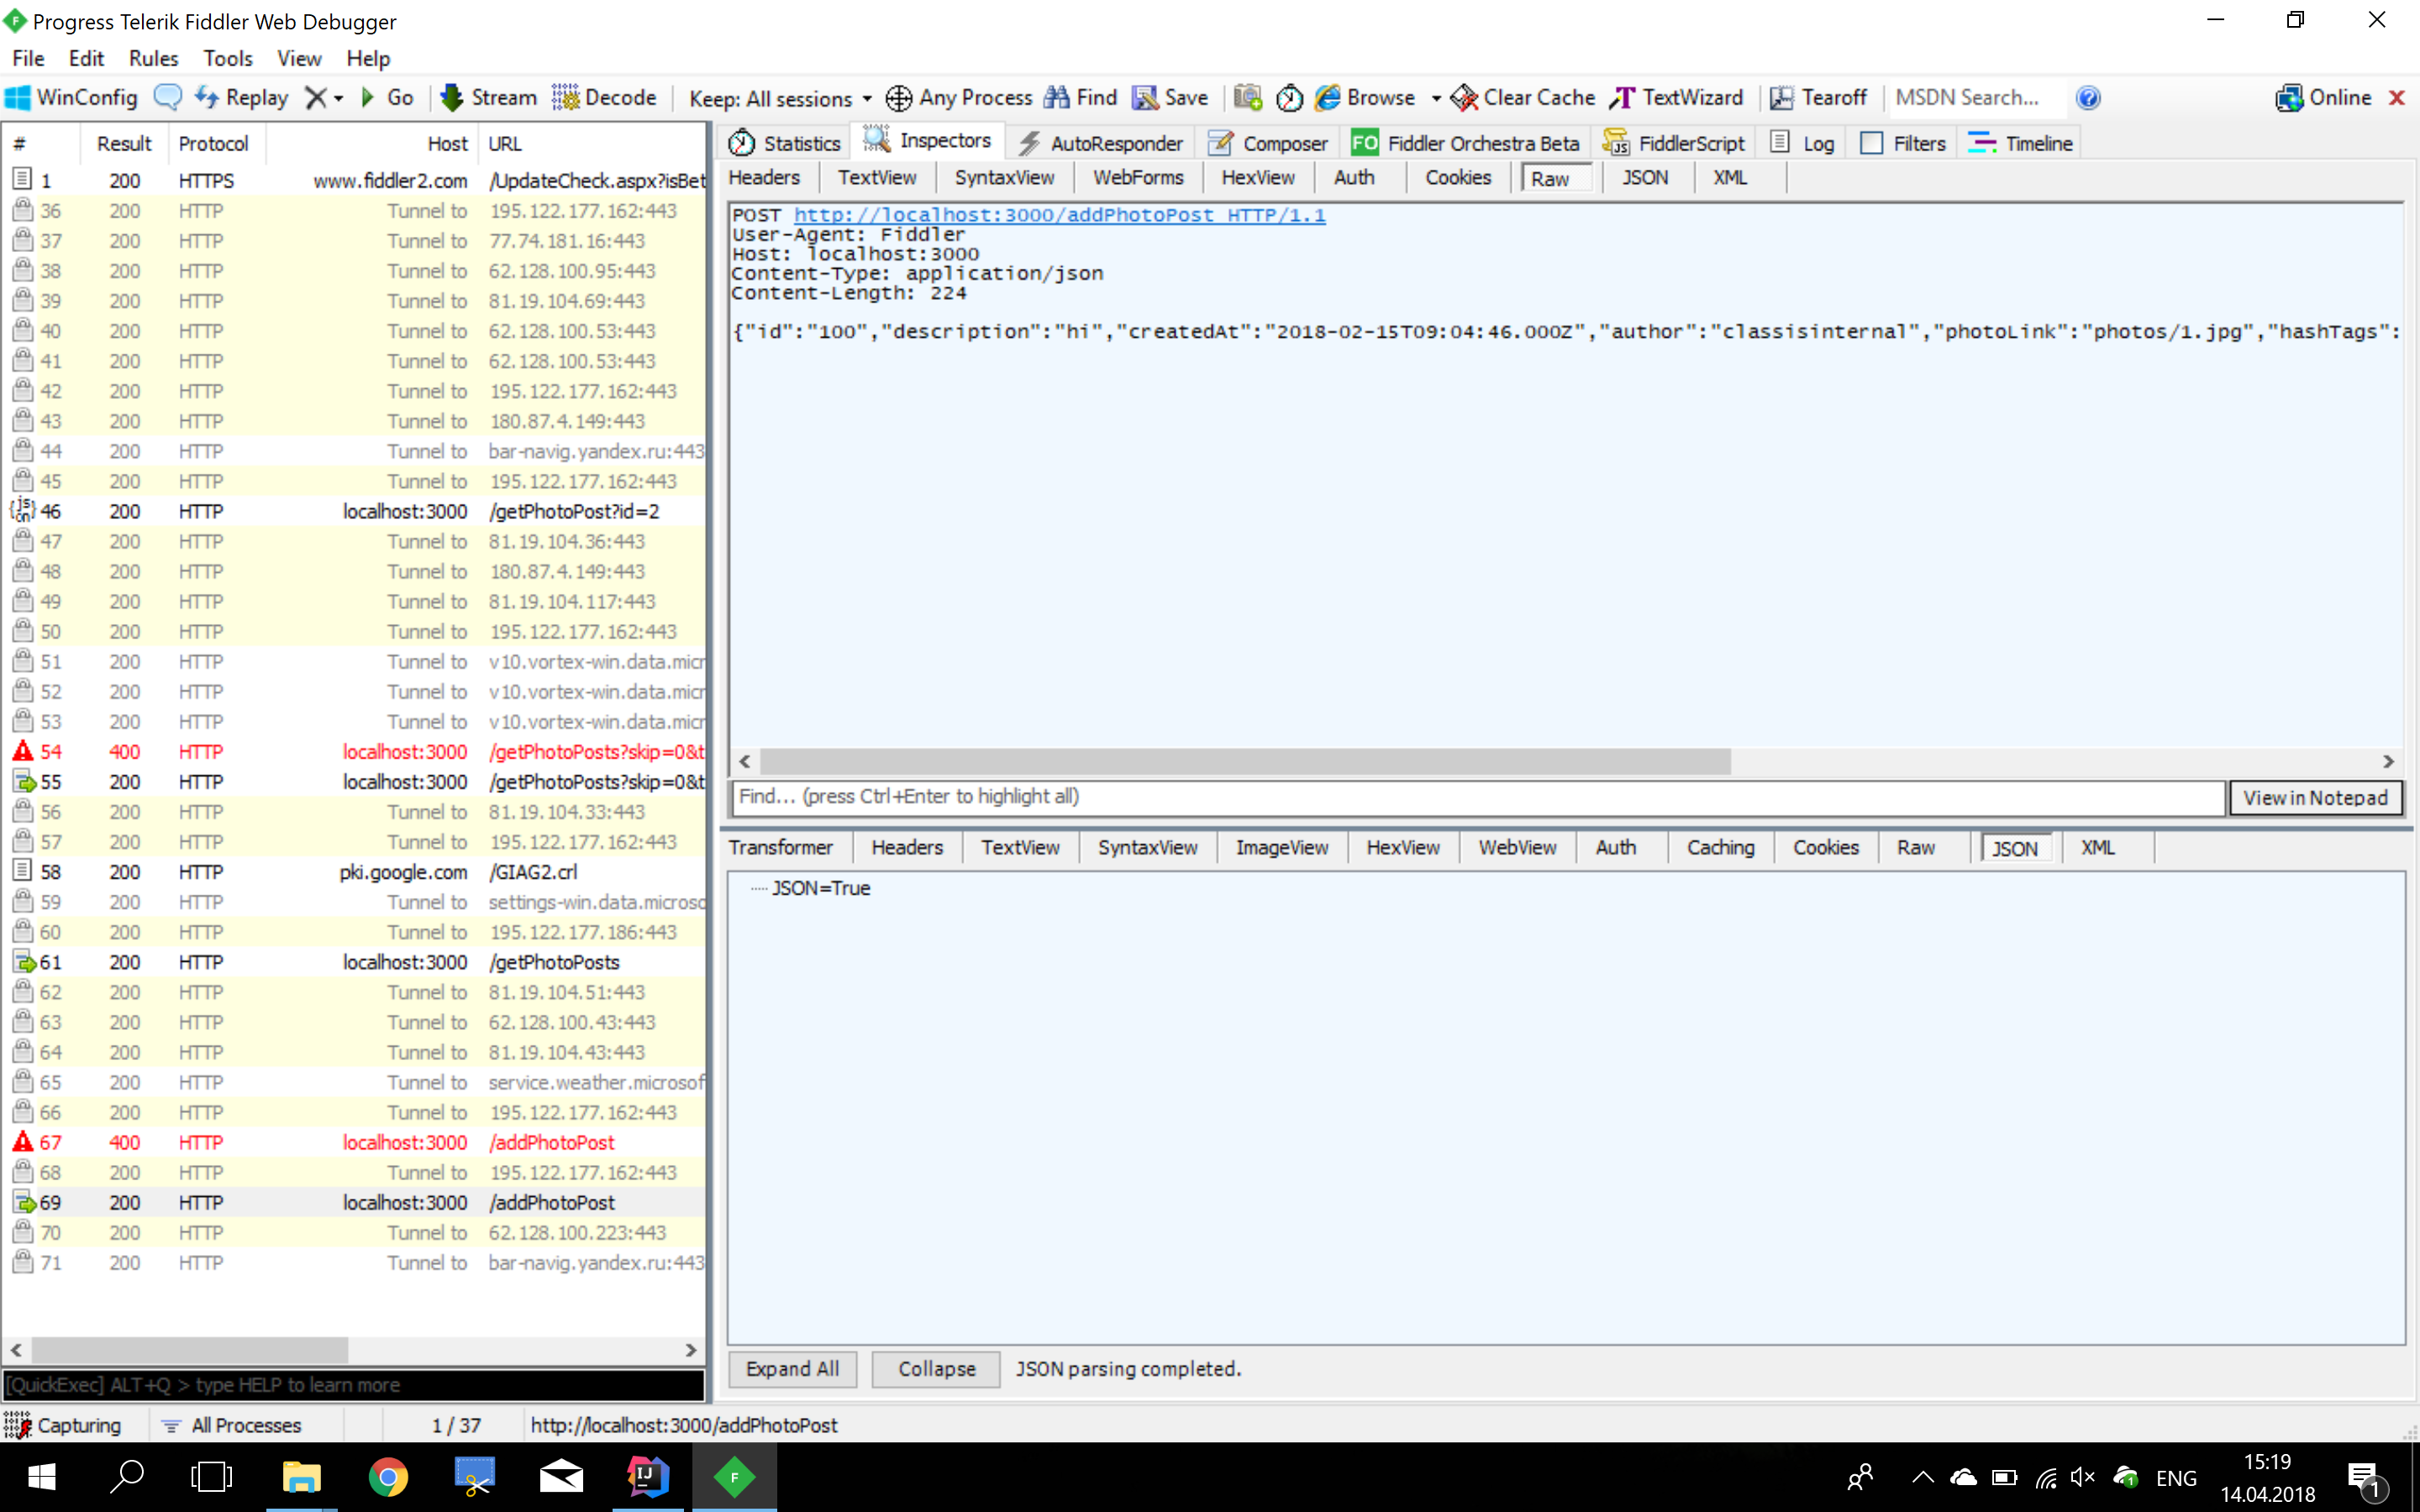 Progress Telerik Fiddler Web Debugger
File Edit Rules Tools View Help
WinConfig Replay Go Stream Decode Keep: All sessions Any Process Find Save Browse Clear Cache TextWizard Tearoff MSDN Search... Online
# Result Protocol Host URL
1 200 HTTPS www.fiddler2.com /UpdateCheck.aspx?isBet
36 200 HTTP Tunnel to 195.122.177.162:443
37 200 HTTP Tunnel to 77.74.181.16:443
38 200 HTTP Tunnel to 62.128.100.95:443
39 200 HTTP Tunnel to 81.19.104.69:443
40 200 HTTP Tunnel to 62.128.100.53:443
41 200 HTTP Tunnel to 62.128.100.53:443
42 200 HTTP Tunnel to 195.122.177.162:443
43 200 HTTP Tunnel to 180.87.4.149:443
44 200 HTTP Tunnel to bar-navig.yandex.ru:443
45 200 HTTP Tunnel to 195.122.177.162:443
46 200 HTTP localhost:3000 /getPhotoPost?id=2
47 200 HTTP Tunnel to 81.19.104.36:443
48 200 HTTP Tunnel to 180.87.4.149:443
49 200 HTTP Tunnel to 81.19.104.117:443
50 200 HTTP Tunnel to 195.122.177.162:443
51 200 HTTP Tunnel to v10.vortex-win.data.micr
52 200 HTTP Tunnel to v10.vortex-win.data.micr
53 200 HTTP Tunnel to v10.vortex-win.data.micr
54 400 HTTP localhost:3000 /getPhotoPosts?skip=0&t
55 200 HTTP localhost:3000 /getPhotoPosts?skip=0&t
56 200 HTTP Tunnel to 81.19.104.33:443
57 200 HTTP Tunnel to 195.122.177.162:443
58 200 HTTP pki.google.com /GIAG2.crl
59 200 HTTP Tunnel to settings-win.data.microso
60 200 HTTP Tunnel to 195.122.177.186:443
61 200 HTTP localhost:3000 /getPhotoPosts
62 200 HTTP Tunnel to 81.19.104.51:443
63 200 HTTP Tunnel to 62.128.100.43:443
64 200 HTTP Tunnel to 81.19.104.43:443
65 200 HTTP Tunnel to service.weather.microsof
66 200 HTTP Tunnel to 195.122.177.162:443
67 400 HTTP localhost:3000 /addPhotoPost
68 200 HTTP Tunnel to 195.122.177.162:443
69 200 HTTP localhost:3000 /addPhotoPost
70 200 HTTP Tunnel to 62.128.100.223:443
71 200 HTTP Tunnel to bar-navig.yandex.ru:443
[QuickExec] ALT+Q > type HELP to learn more
Statistics Inspectors AutoResponder Composer FO Fiddler Orchestra Beta FiddlerScript Log Filters Timeline
Headers TextView SyntaxView WebForms HexView Auth Cookies Raw JSON XML
POST http://localhost:3000/addPhotoPost HTTP/1.1
User-Agent: Fiddler
Host: localhost:3000
Content-Type: application/json
Content-Length: 224
{"id":"100","description":"hi","createdAt":"2018-02-15T09:04:46.000Z","author":"classisinternal","photoLink":"photos/1.jpg","hashTags":
Find... (press Ctrl+Enter to highlight all) View in Notepad
Transformer Headers TextView SyntaxView ImageView HexView WebView Auth Caching Cookies Raw JSON XML
JSON=True
Expand All Collapse JSON parsing completed.
Capturing All Processes 1 / 37 http://localhost:3000/addPhotoPost
ENG 15:19
14.04.2018
1